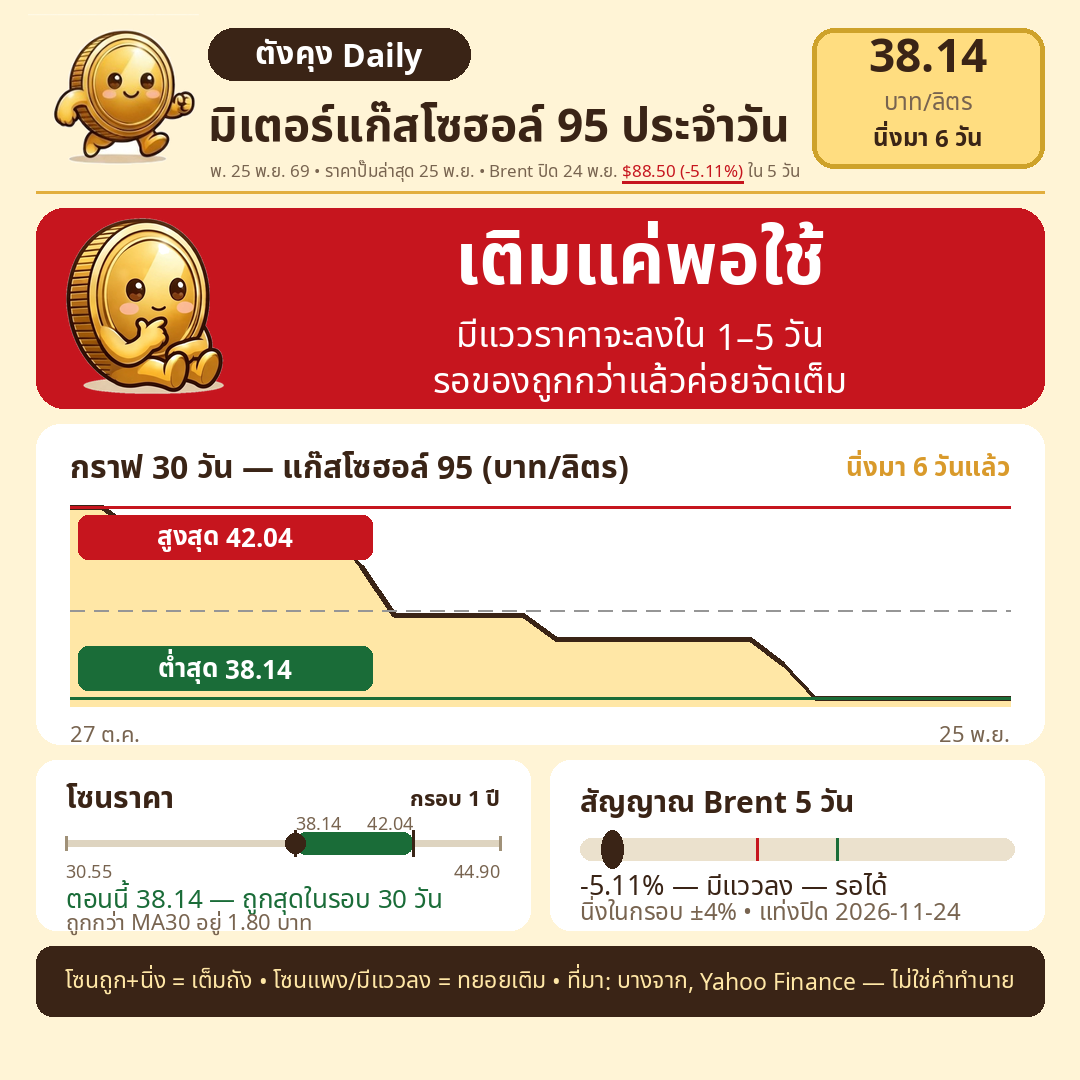 ตังคุง Daily
มิเตอร์แก๊สโซฮอล์ 95 ประจำวัน
พ. 25 พ.ย. 69 • ราคาปั๊มล่าสุด 25 พ.ย. • Brent ปิด 24 พ.ย. $88.50 (-5.11%) ใน 5 วัน
38.14
บาท/ลิตร
นิ่งมา 6 วัน
เติมแค่พอใช้
มีแววราคาจะลงใน 1–5 วัน
รอของถูกกว่าแล้วค่อยจัดเต็ม
กราฟ 30 วัน — แก๊สโซฮอล์ 95 (บาท/ลิตร)
นิ่งมา 6 วันแล้ว
สูงสุด 42.04
ต่ำสุด 38.14
27 ต.ค.
25 พ.ย.
โซนราคา
กรอบ 1 ปี
38.14
42.04
30.55
44.90
ตอนนี้ 38.14 — ถูกสุดในรอบ 30 วัน
ถูกกว่า MA30 อยู่ 1.80 บาท
สัญญาณ Brent 5 วัน
-5.11% — มีแววลง — รอได้
นิ่งในกรอบ ±4% • แท่งปิด 2026-11-24
โซนถูก+นิ่ง = เต็มถัง • โซนแพง/มีแววลง = ทยอยเติม • ที่มา: บางจาก, Yahoo Finance — ไม่ใช่คำทำนาย